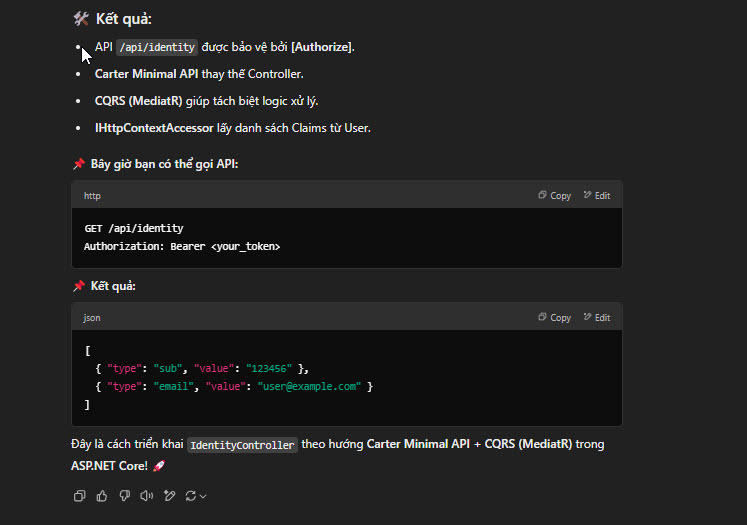 🛠️ Kết quả:
• API /api/identity được bảo vệ bởi [Authorize].
• Carter Minimal API thay thế Controller.
• CQRS (MediatR) giúp tách biệt logic xử lý.
• IHttpContextAccessor lấy danh sách Claims từ User.
📌 Bây giờ bạn có thể gọi API:
http Copy Edit
GET /api/identity
Authorization: Bearer <your_token>
📌 Kết quả:
json Copy Edit
[
{ "type": "sub", "value": "123456" },
{ "type": "email", "value": "user@example.com" }
]
Đây là cách triển khai IdentityController theo hướng Carter Minimal API + CQRS (MediatR) trong
ASP.NET Core! 🚀